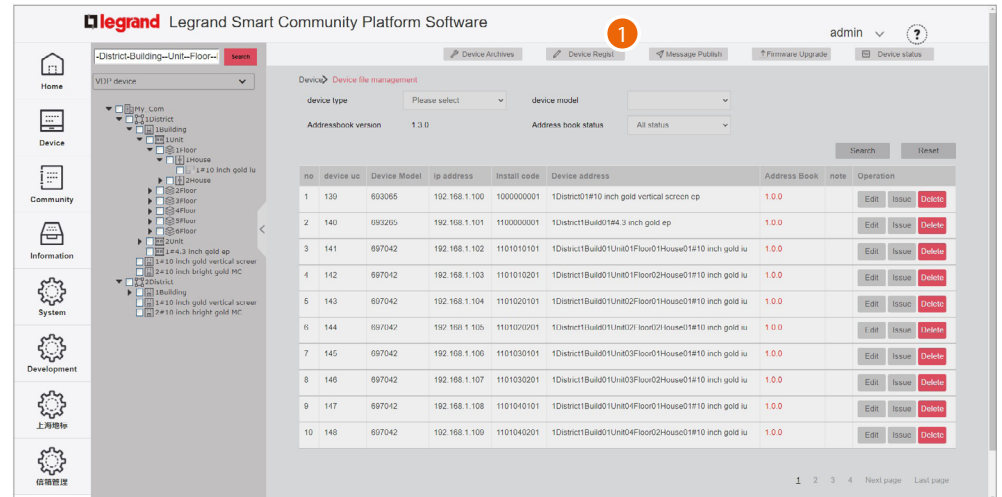 legrand Legrand Smart Community Platform Software
1
admin
?
-District-Building--Unit--Floor--
Search
Device Archives
Device Regist
Message Publish
Firmware Upgrade
Device status
Home
Device
Community
Information
System
Development
上海地标
信箱管理
VDP device
My_Com
1District
1Building
1Unit
1Floor
1House
1#10 inch gold iu
2House
2Floor
3Floor
4Floor
5Floor
6Floor
2Unit
1#4.3 inch gold ep
1#10 inch gold vertical screer
2#10 inch bright gold MC
2District
1Building
1#10 inch gold vertical screer
2#10 inch bright gold MC
Device Device file management
device type Please select device model
Addressbook version 1.3.0 Address book status All status
Search Reset
no device uc Device Model ip address Install code Device address Address Book note Operation
1 139 693065 192.168.1.100 1000000001 1District01#10 inch gold vertical screen ep 1.0.0 Edit Issue Delete
2 140 693265 192.168.1.101 1100000001 1District1Build01#4.3 inch gold ep 1.0.0 Edit Issue Delete
3 141 697042 192.168.1.102 1101010101 1District1Build01Unit01Floor01House01#10 inch gold iu 1.0.0 Edit Issue Delete
4 142 697042 192.168.1.103 1101010201 1District1Build01Unit01Floor02House01#10 inch gold iu 1.0.0 Edit Issue Delete
5 143 697042 192.168.1.104 1101020101 1District1Build01Unit02Floor01House01#10 inch gold iu 1.0.0 Edit Issue Delete
6 144 697042 192.168.1.105 1101020201 1District1Build01Unit02Floor02House01#10 inch gold iu 1.0.0 Edit Issue Delete
7 145 697042 192.168.1.106 1101030101 1District1Build01Unit03Floor01House01#10 inch gold iu 1.0.0 Edit Issue Delete
8 146 697042 192.168.1.107 1101030201 1District1Build01Unit03Floor02House01#10 inch gold iu 1.0.0 Edit Issue Delete
9 147 697042 192.168.1.108 1101040101 1District1Build01Unit04Floor01House01#10 inch gold iu 1.0.0 Edit Issue Delete
10 148 697042 192.168.1.109 1101040201 1District1Build01Unit04Floor02House01#10 inch gold iu 1.0.0 Edit Issue Delete
1 2 3 4 Next page Last page